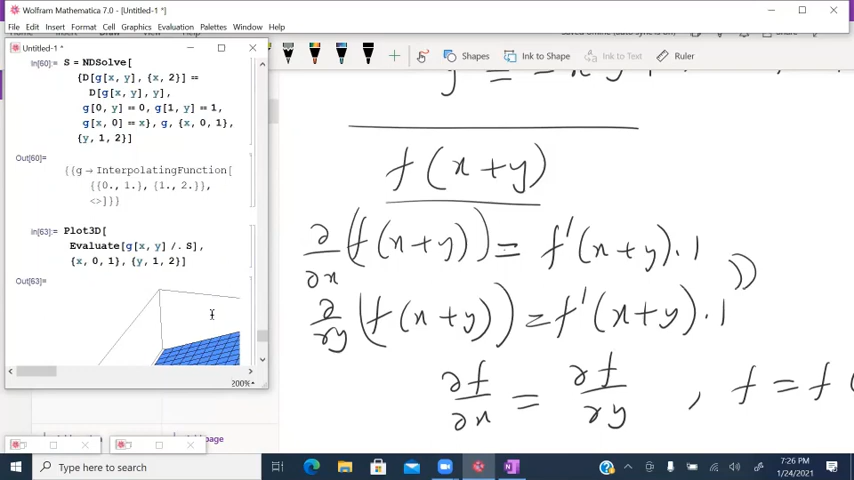 Wolfram Mathematica 7.0 - [Untitled-1 *]
File Edit Insert Format Cell Graphics Evaluation Palettes Window Help
Untitled-1 *
Shapes
Ink to Shape
Ink to Text
Ruler
In[60]:= S = NDSolve[
{D[g[x, y], {x, 2}] ==
D[g[x, y], y],
g[0, y] == 0, g[1, y] == 1,
g[x, 0] == x}, g, {x, 0, 1},
{y, 1, 2}]
Out[60]=
{{g → InterpolatingFunction[
{{0., 1.}, {1., 2.}},
<>]}}
In[63]:= Plot3D[
Evaluate[g[x, y] /. S],
{x, 0, 1}, {y, 1, 2}]
Out[63]=
200%
f(x+y)
∂/∂x (f(x+y)) = f'(x+y).1
∂/∂y (f(x+y)) = f'(x+y).1 ))
∂f/∂x = ∂f/∂y , f = f(
page
Type here to search
7:26 PM
1/24/2021